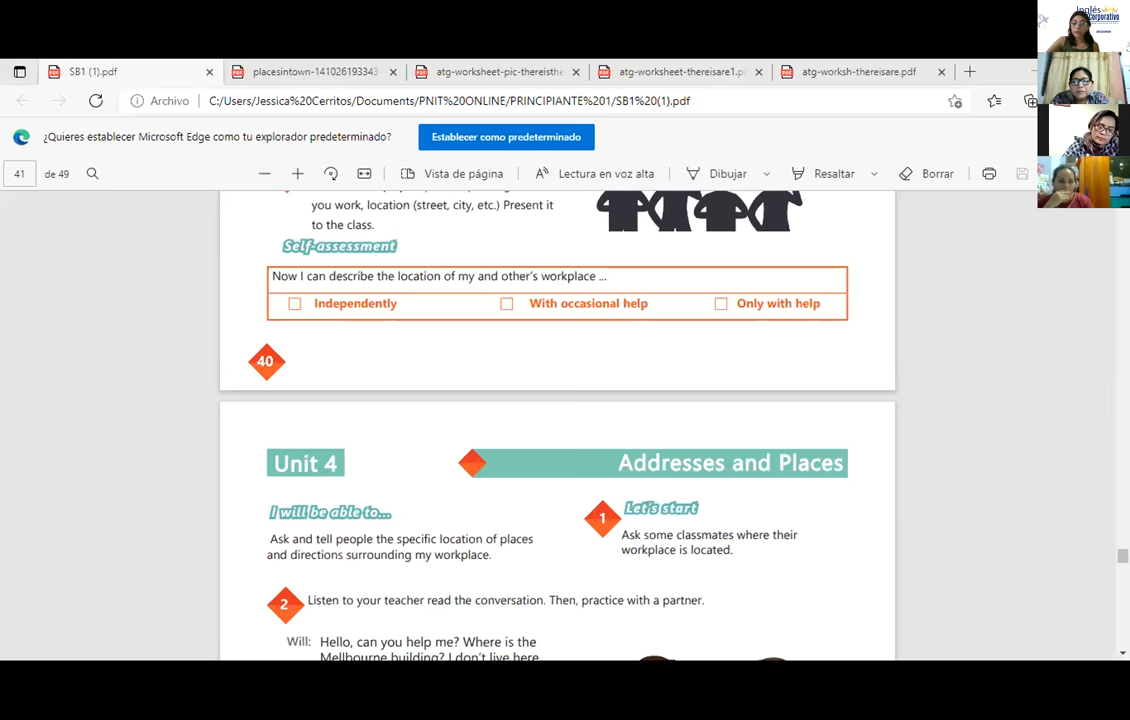 Inglés
Corporativo
SB1 (1).pdf
placesintown-14102619334
atg-worksheet-pic-thereisthe
atg-worksheet-thereisare1.p
atg-worksh-thereisare.pdf
Archivo
C:/Users/Jessica%20Cerritos/Documents/PNIT%20ONLINE/PRINCIPIANTE%201/SB1%20(1).pdf
¿Quieres establecer Microsoft Edge como tu explorador predeterminado?
Establecer como predeterminado
41
de 49
Vista de página
Lectura en voz alta
Dibujar
Resaltar
Borrar
you work, location (street, city, etc.) Present it
to the class.
Self-assessment
Now I can describe the location of my and other's workplace ...
Independently
With occasional help
Only with help
40
Unit 4
Addresses and Places
I will be able to...
Ask and tell people the specific location of places
and directions surrounding my workplace.
1
Let's start
Ask some classmates where their
workplace is located.
2
Listen to your teacher read the conversation. Then, practice with a partner.
Will: Hello, can you help me? Where is the
Mellbourne building? I don't live here